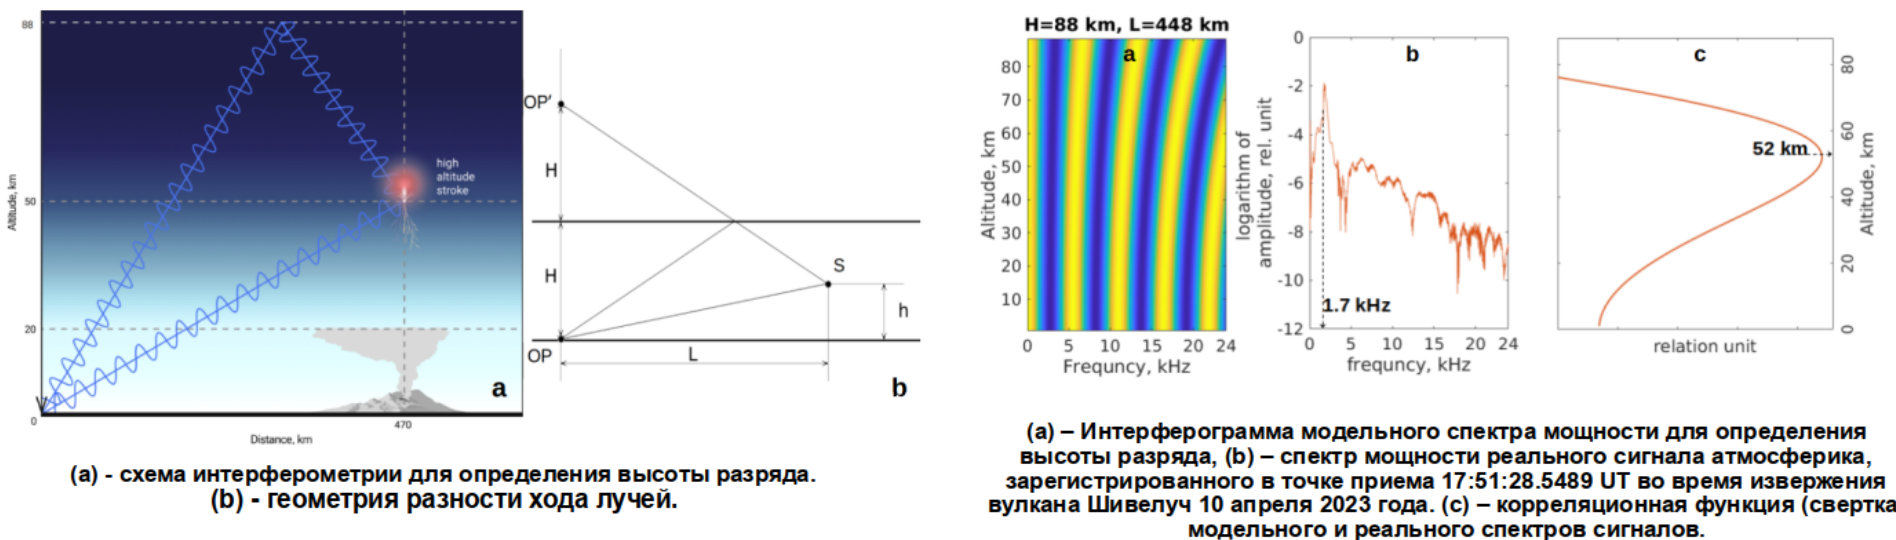 88
50
20
0
Altitude, km
high
altitude
stroke
a
470
Distance, km
OP'
H
H
S
h
OP
L
b
(a) - схема интерферометрии для определения высоты разряда.
(b) - геометрия разности хода лучей.
H=88 km, L=448 km
a
80
70
60
50
40
30
20
10
Altitude, km
0 5 10 15 20 24
Frequncy, kHz
b
0
-2
-4
-6
-8
-10
-12
logarithm of
amplitude, rel. unit
1.7 kHz
0 5 10 15 20 24
frequncy, kHz
c
52 km
80
60
40
20
0
Altitude, km
relation unit
(a) – Интерферограмма модельного спектра мощности для определения
высоты разряда, (b) – спектр мощности реального сигнала атмосферика,
зарегистрированного в точке приема 17:51:28.5489 UT во время извержения
вулкана Шивелуч 10 апреля 2023 года. (c) – корреляционная функция (свертка
модельного и реального спектров сигналов.